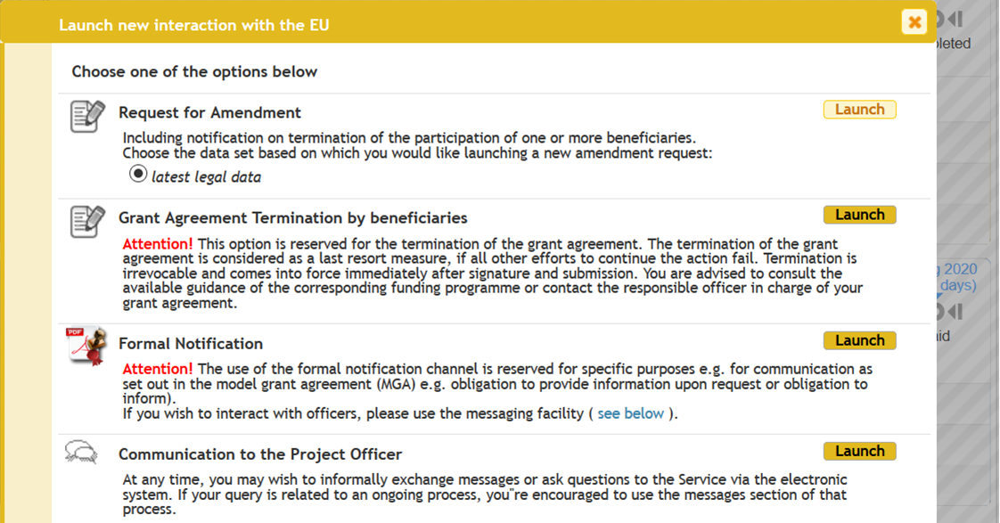 Launch new interaction with the EU
Choose one of the options below
Request for Amendment
Launch
Including notification on termination of the participation of one or more beneficiaries.
Choose the data set based on which you would like launching a new amendment request:
latest legal data
Grant Agreement Termination by beneficiaries
Launch
Attention! This option is reserved for the termination of the grant agreement. The termination of the grant
agreement is considered as a last resort measure, if all other efforts to continue the action fail. Termination is
irrevocable and comes into force immediately after signature and submission. You are advised to consult the
available guidance of the corresponding funding programme or contact the responsible officer in charge of your
grant agreement.
PDF
Formal Notification
Launch
Attention! The use of the formal notification channel is reserved for specific purposes e.g. for communication as
set out in the model grant agreement (MGA) e.g. obligation to provide information upon request or obligation to
inform).
If you wish to interact with officers, please use the messaging facility ( see below ).
Communication to the Project Officer
Launch
At any time, you may wish to informally exchange messages or ask questions to the Service via the electronic
system. If your query is related to an ongoing process, you"re encouraged to use the messages section of that
process.
pleted
g 2020
days)
aid